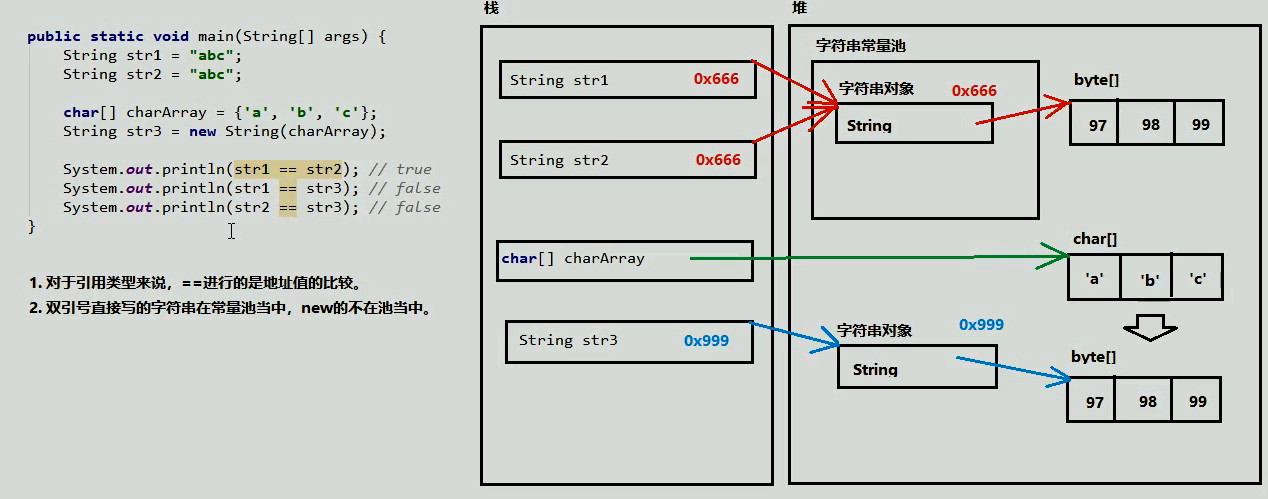 public static void main(String[] args) {
String str1 = "abc";
String str2 = "abc";
char[] charArray = {'a', 'b', 'c'};
String str3 = new String(charArray);
System.out.println(str1 == str2); // true
System.out.println(str1 == str3); // false
System.out.println(str2 == str3); // false
}
1. 对于引用类型来说，==进行的是地址值的比较。
2. 双引号直接写的字符串在常量池当中，new的不在池当中。
栈
String str1 0x666
String str2 0x666
char[] charArray
String str3 0x999
堆
字符串常量池
字符串对象 0x666
String
byte[]
97 98 99
char[]
'a' 'b' 'c'
字符串对象 0x999
String
byte[]
97 98 99